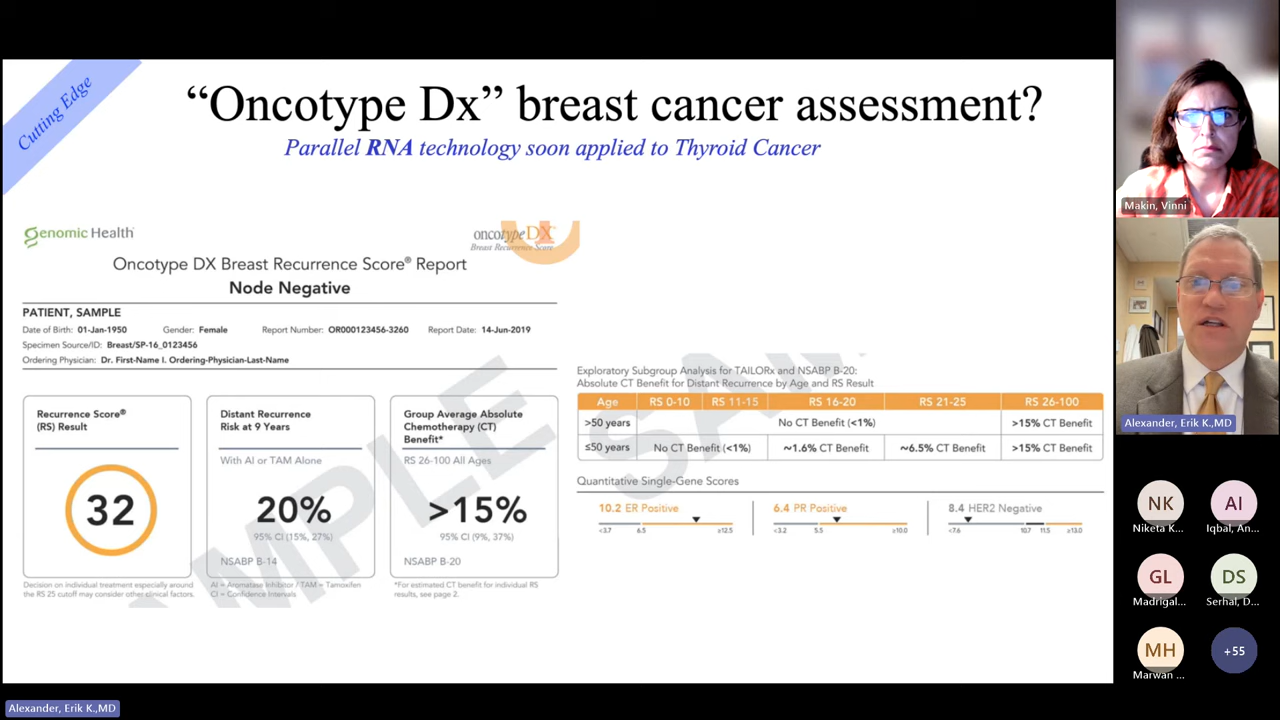 Cutting Edge
“Oncotype Dx” breast cancer assessment?
Parallel RNA technology soon applied to Thyroid Cancer
Genomic Health
oncotype DX
Breast Recurrence Score
Oncotype DX Breast Recurrence Score® Report
Node Negative
PATIENT, SAMPLE
Date of Birth: 01-Jan-1950 Gender: Female Report Number: OR000123456-3260 Report Date: 14-Jun-2019
Specimen Source/ID: Breast/SP-16_0123456
Ordering Physician: Dr. First-Name I. Ordering-Physician-Last-Name
Recurrence Score®
(RS) Result
32
Decision on individual treatment especially around
the RS 25 cutoff may consider other clinical factors.
Distant Recurrence
Risk at 9 Years
With AI or TAM Alone
20%
95% CI (15%, 27%)
NSABP B-14
AI = Aromatase Inhibitor / TAM = Tamoxifen
CI = Confidence Intervals
Group Average Absolute
Chemotherapy (CT)
Benefit*
RS 26-100 All Ages
>15%
95% CI (9%, 37%)
NSABP B-20
*For estimated CT benefit for individual RS
results, see page 2.
SAMPLE
SAM
Exploratory Subgroup Analysis for TAILORx and NSABP B-20:
Absolute CT Benefit for Distant Recurrence by Age and RS Result
Age RS 0-10 RS 11-15 RS 16-20 RS 21-25 RS 26-100
>50 years No CT Benefit (<1%) >15% CT Benefit
≤50 years No CT Benefit (<1%) ~1.6% CT Benefit ~6.5% CT Benefit >15% CT Benefit
Quantitative Single-Gene Scores
10.2 ER Positive 6.4 PR Positive 8.4 HER2 Negative
<3.7 6.5 ≥12.5 <3.2 5.5 ≥10.0 <7.6 10.7 11.5 ≥13.0
Makin, Vinni
Alexander, Erik K.,MD
NK AI
Niketa K... Iqbal, An...
GL DS
Madrigal... Serhal, D...
MH +55
Marwan ...
Alexander, Erik K.,MD